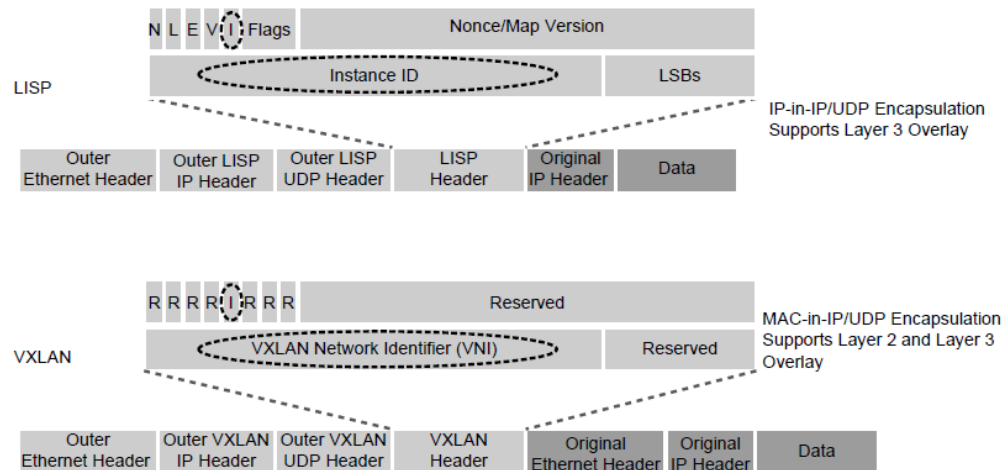 N L E V I Flags Nonce/Map Version
Instance ID LSBs
LISP
IP-in-IP/UDP Encapsulation
Supports Layer 3 Overlay
Outer
Ethernet Header
Outer LISP
IP Header
Outer LISP
UDP Header
LISP
Header
Original
IP Header
Data
R R R R I R R R Reserved
VXLAN Network Identifier (VNI) Reserved
VXLAN
MAC-in-IP/UDP Encapsulation
Supports Layer 2 and Layer 3
Overlay
Outer
Ethernet Header
Outer VXLAN
IP Header
Outer VXLAN
UDP Header
VXLAN
Header
Original
Ethernet Header
Original
IP Header
Data